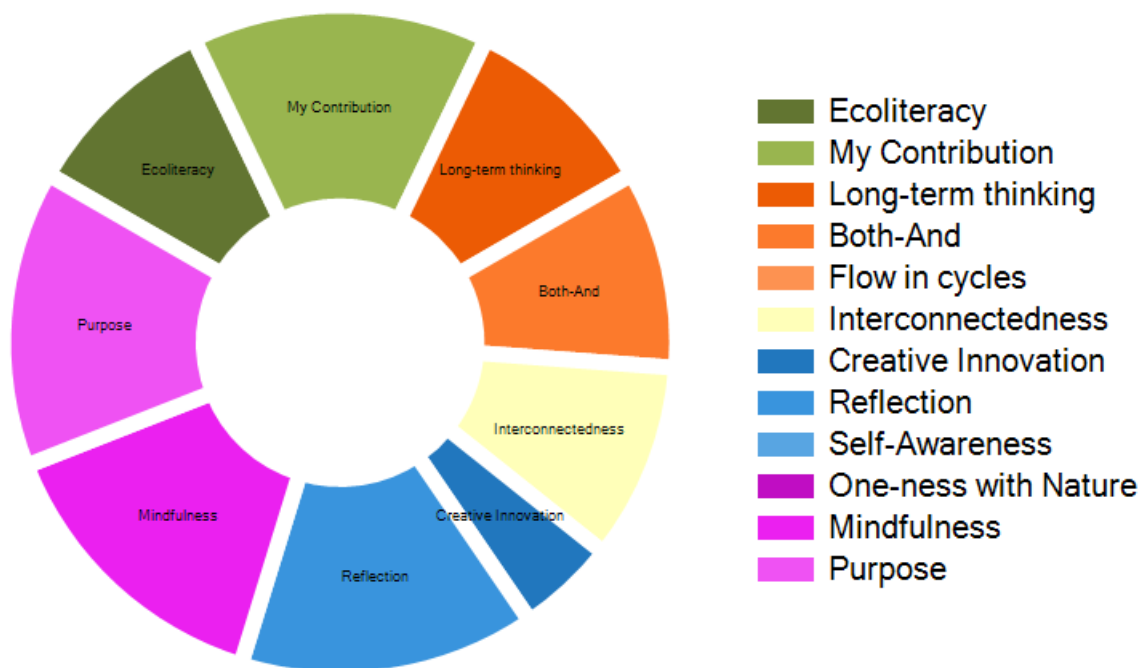 My Contribution
Ecoliteracy
Long-term thinking
Both-And
Purpose
Interconnectedness
Mindfulness
Creative Innovation
Reflection
Ecoliteracy
My Contribution
Long-term thinking
Both-And
Flow in cycles
Interconnectedness
Creative Innovation
Reflection
Self-Awareness
One-ness with Nature
Mindfulness
Purpose